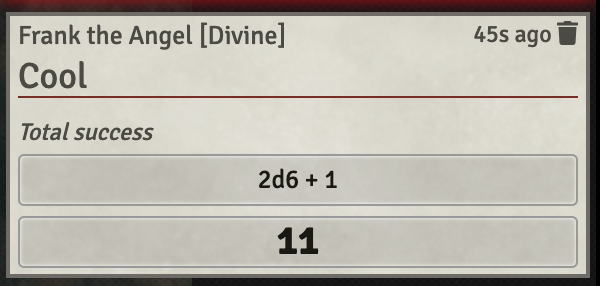 Frank the Angel [Divine]
45s ago
Cool
Total success
2d6 + 1
11